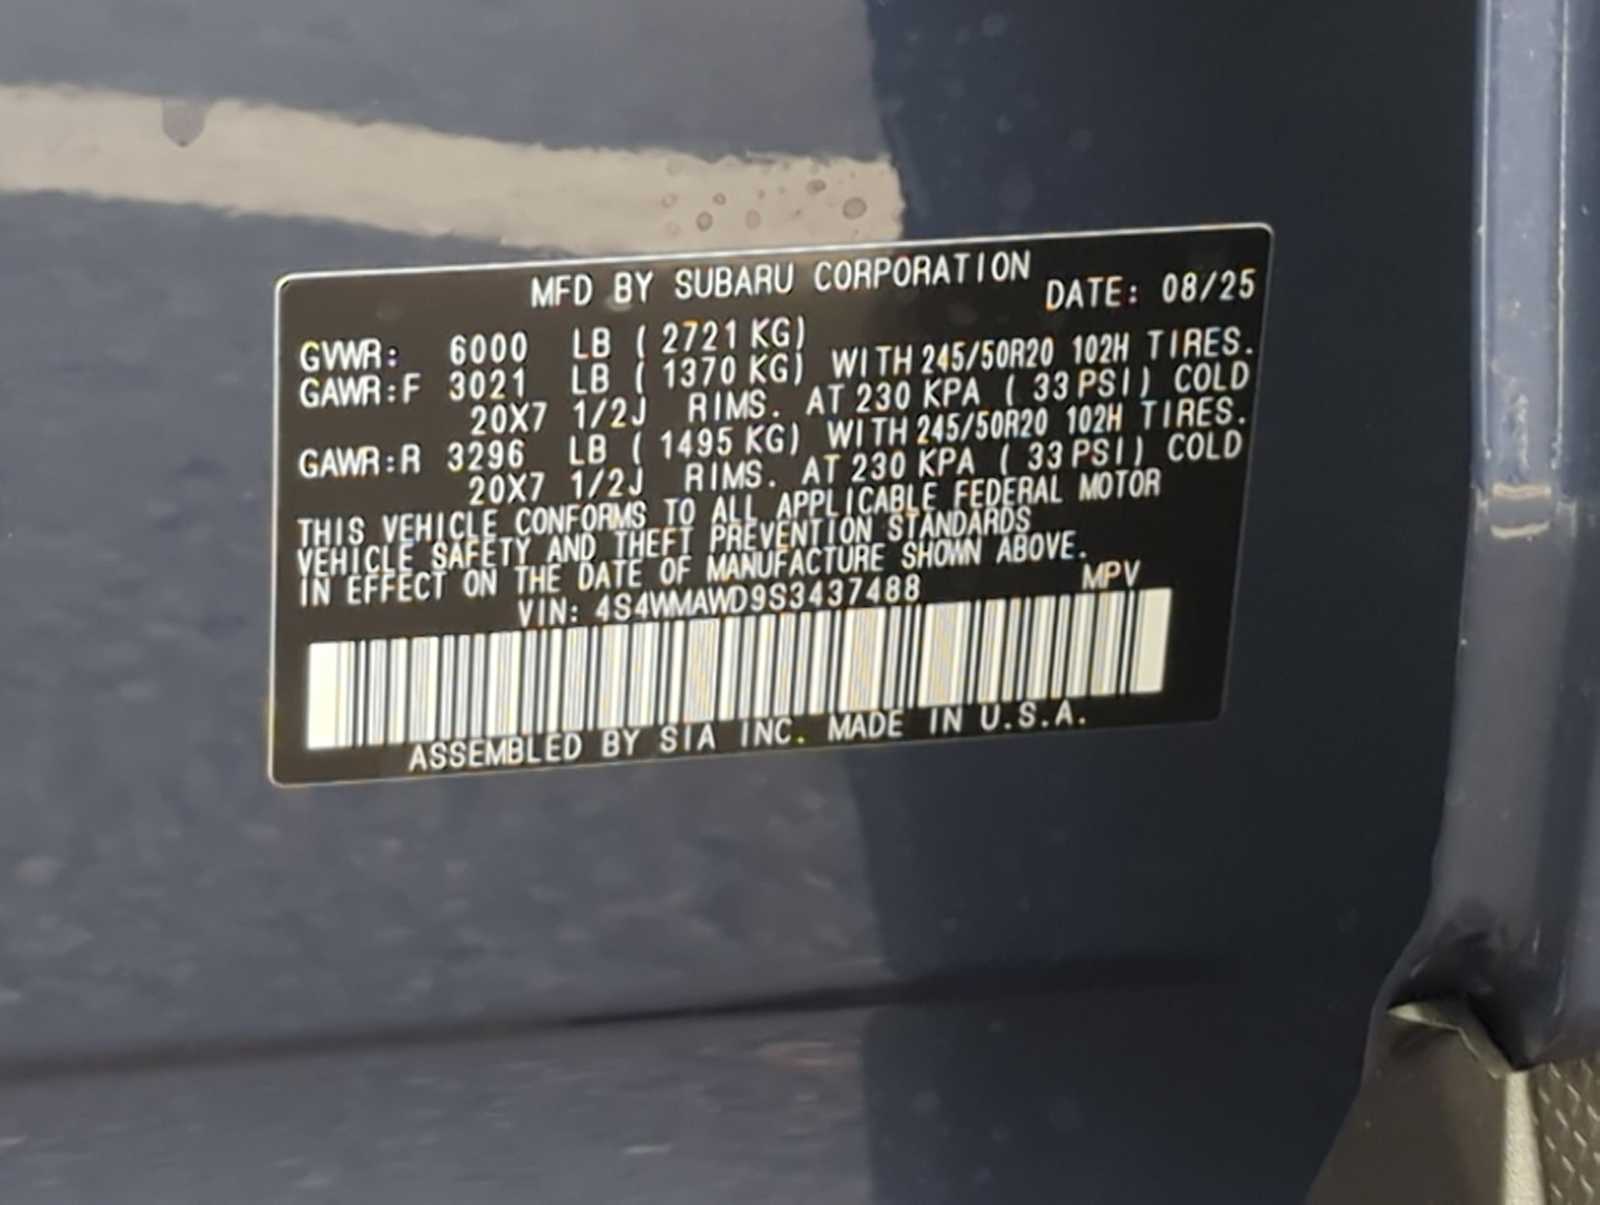 MFD BY SUBARU CORPORATION DATE: 08/25
GVWR: 6000 LB ( 2721 KG)
GAWR:F 3021 LB ( 1370 KG) WITH 245/50R20 102H TIRES.
20X7 1/2J RIMS. AT 230 KPA ( 33 PSI) COLD
GAWR:R 3296 LB ( 1495 KG) WITH 245/50R20 102H TIRES.
20X7 1/2J RIMS. AT 230 KPA ( 33 PSI) COLD
THIS VEHICLE CONFORMS TO ALL APPLICABLE FEDERAL MOTOR
VEHICLE SAFETY AND THEFT PREVENTION STANDARDS
IN EFFECT ON THE DATE OF MANUFACTURE SHOWN ABOVE.
VIN: 4S4WMAWD9S3437488 MPV
ASSEMBLED BY SIA INC. MADE IN U.S.A.